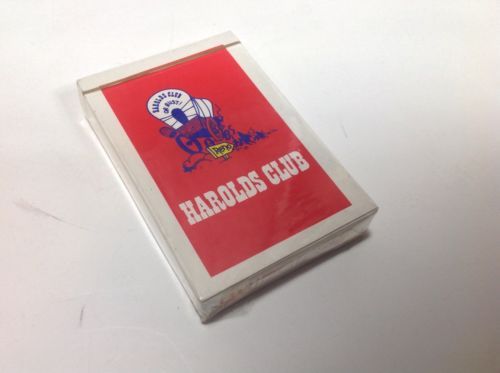 HAROLDS CLUB
OR BUST!
RENO
HAROLDS CLUB